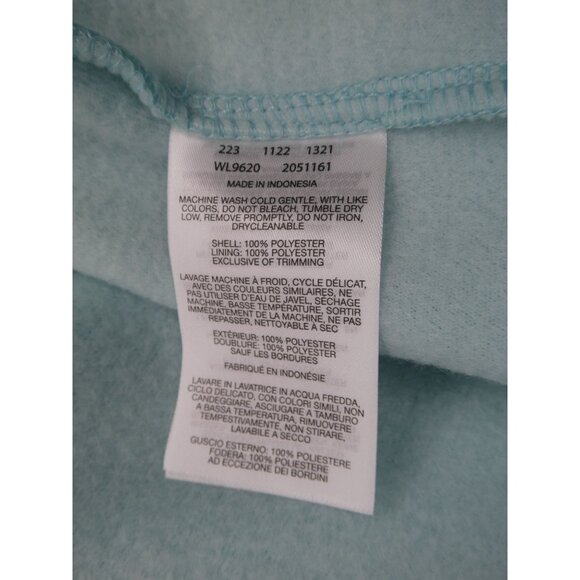 223 1122 1321
WL9620 2051161
MADE IN INDONESIA
MACHINE WASH COLD GENTLE, WITH LIKE
COLORS, DO NOT BLEACH, TUMBLE DRY
LOW, REMOVE PROMPTLY, DO NOT IRON,
DRYCLEANABLE
SHELL: 100% POLYESTER
LINING: 100% POLYESTER
EXCLUSIVE OF TRIMMING
LAVAGE MACHINE À FROID, CYCLE DÉLICAT,
AVEC DES COULEURS SIMILAIRES, NE
PAS UTILISER D'EAU DE JAVEL, SÉCHAGE
MACHINE, BASSE TEMPÉRATURE, SORTIR
IMMÉDIATEMENT DE LA MACHINE, NE PAS
REPASSER, NETTOYABLE À SEC
EXTÉRIEUR: 100% POLYESTER
DOUBLURE: 100% POLYESTER
SAUF LES BORDURES
FABRIQUÉ EN INDONÉSIE
LAVARE IN LAVATRICE IN ACQUA FREDDA,
CICLO DELICATO, CON COLORI SIMILI, NON
CANDEGGIARE, ASCIUGARE A TAMBURO
A BASSA TEMPERATURA, RIMUOVERE
TEMPESTIVAMENTE, NON STIRARE,
LAVABILE A SECCO
GUSCIO ESTERNO: 100% POLIESTERE
FODERA: 100% POLIESTERE
AD ECCEZIONE DEI BORDINI